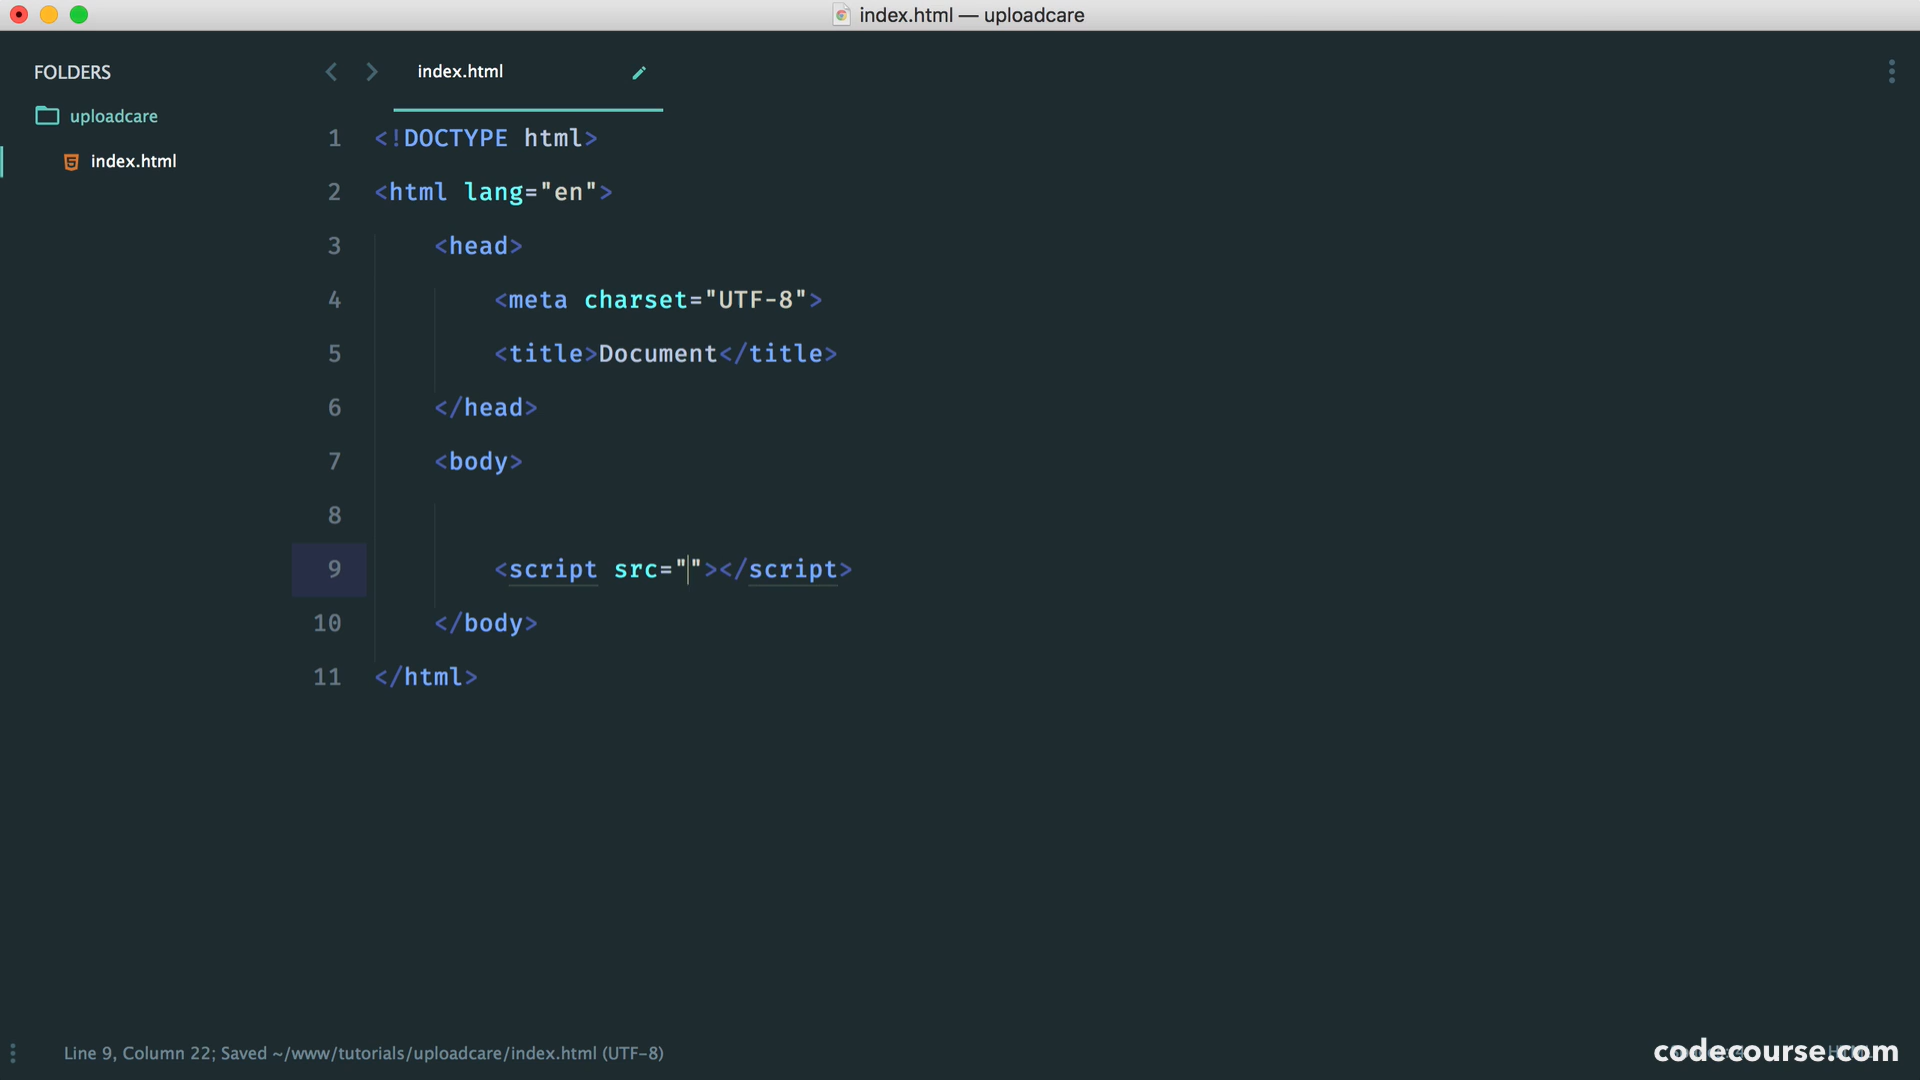 index.html — uploadcare
FOLDERS
uploadcare
index.html
index.html
1 <!DOCTYPE html>
2 <html lang="en">
3 <head>
4 <meta charset="UTF-8">
5 <title>Document</title>
6 </head>
7 <body>
8
9 <script src=""></script>
10 </body>
11 </html>
Line 9, Column 22; Saved ~/www/tutorials/uploadcare/index.html (UTF-8)
codecourse.com